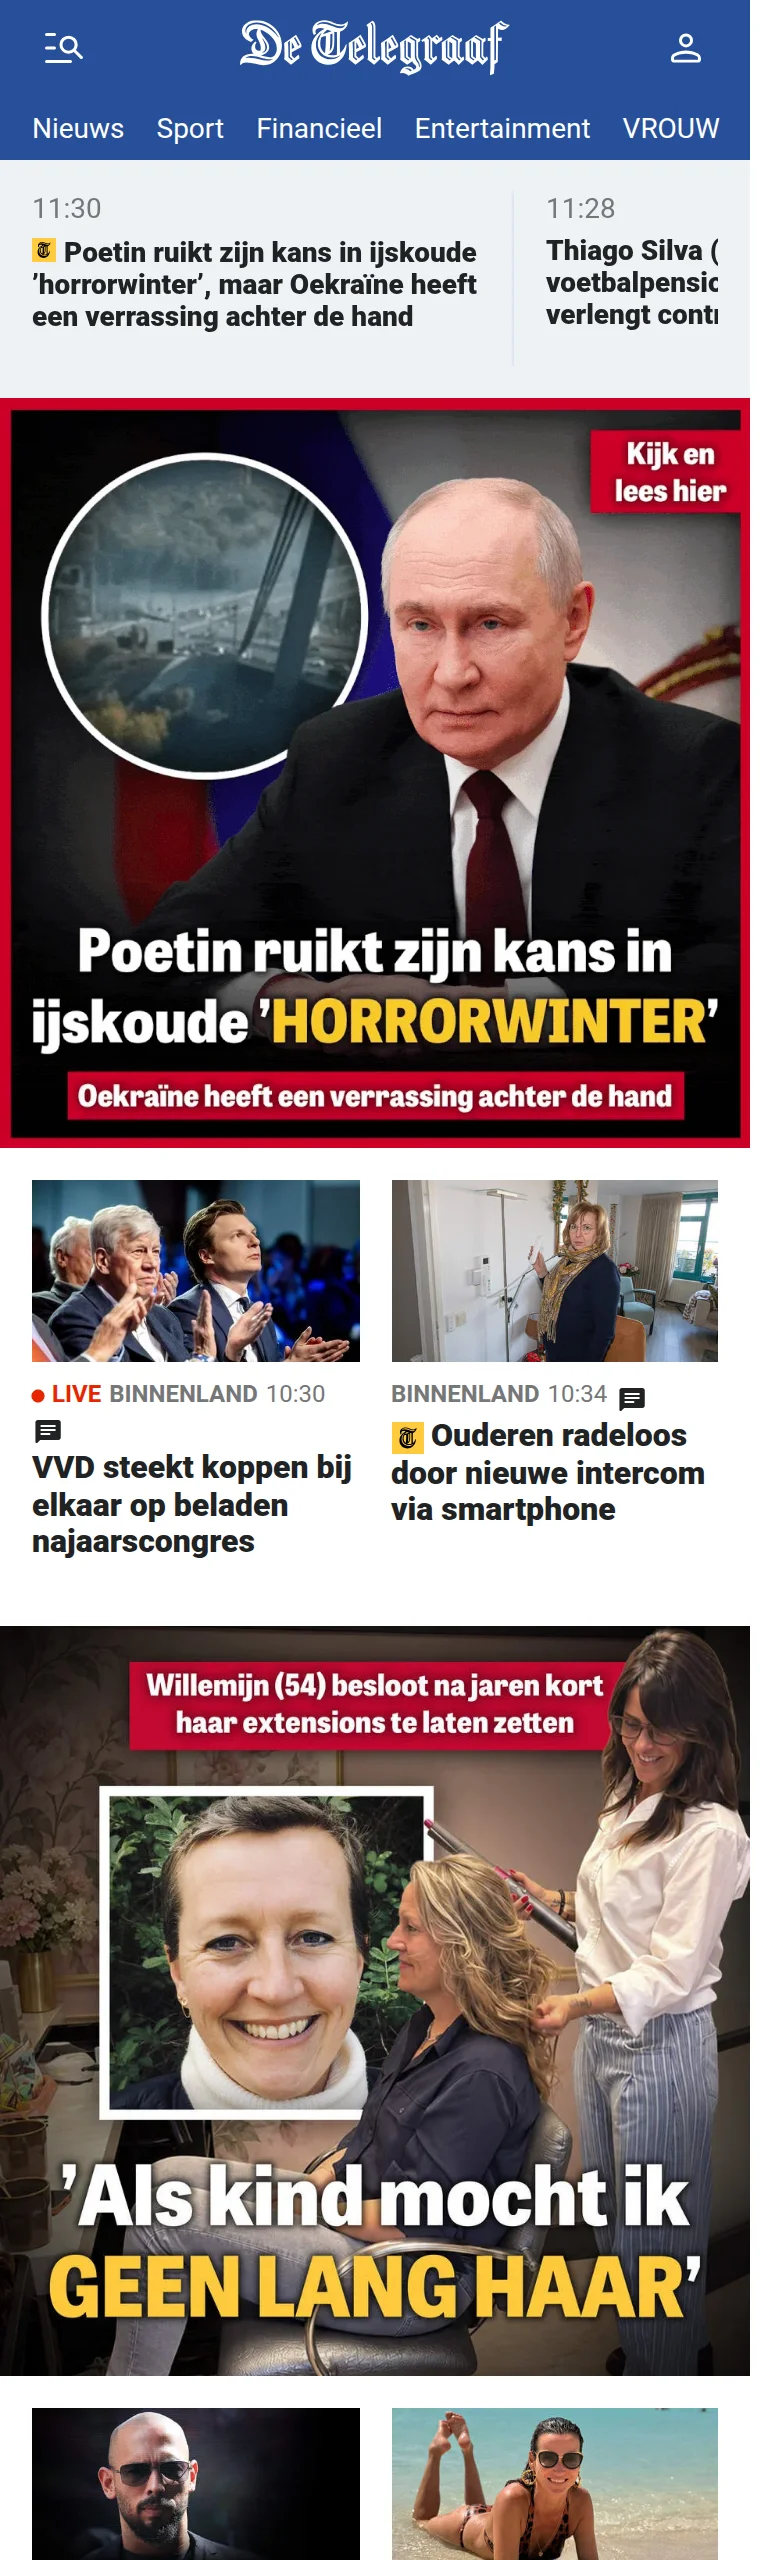 De Telegraaf
Nieuws Sport Financieel Entertainment VROUW
11:30
Poetin ruikt zijn kans in ijskoude
'horrorwinter', maar Oekraïne heeft
een verrassing achter de hand
11:28
Thiago Silva (
voetbalpensio
verlengt
Kijk en
lees hier
Poetin ruikt zijn kans in
ijskoude 'HORRORWINTER'
Oekraïne heeft een verrassing achter de hand
LIVE BINNENLAND 10:30
VVD steekt koppen bij
elkaar op beladen
najaarscongres
BINNENLAND 10:34
Ouderen radeloos
door nieuwe intercom
via smartphone
Willemijn (54) besloot na jaren kort
haar extensions te laten zetten
'Als kind mocht ik
GEEN LANG HAAR'